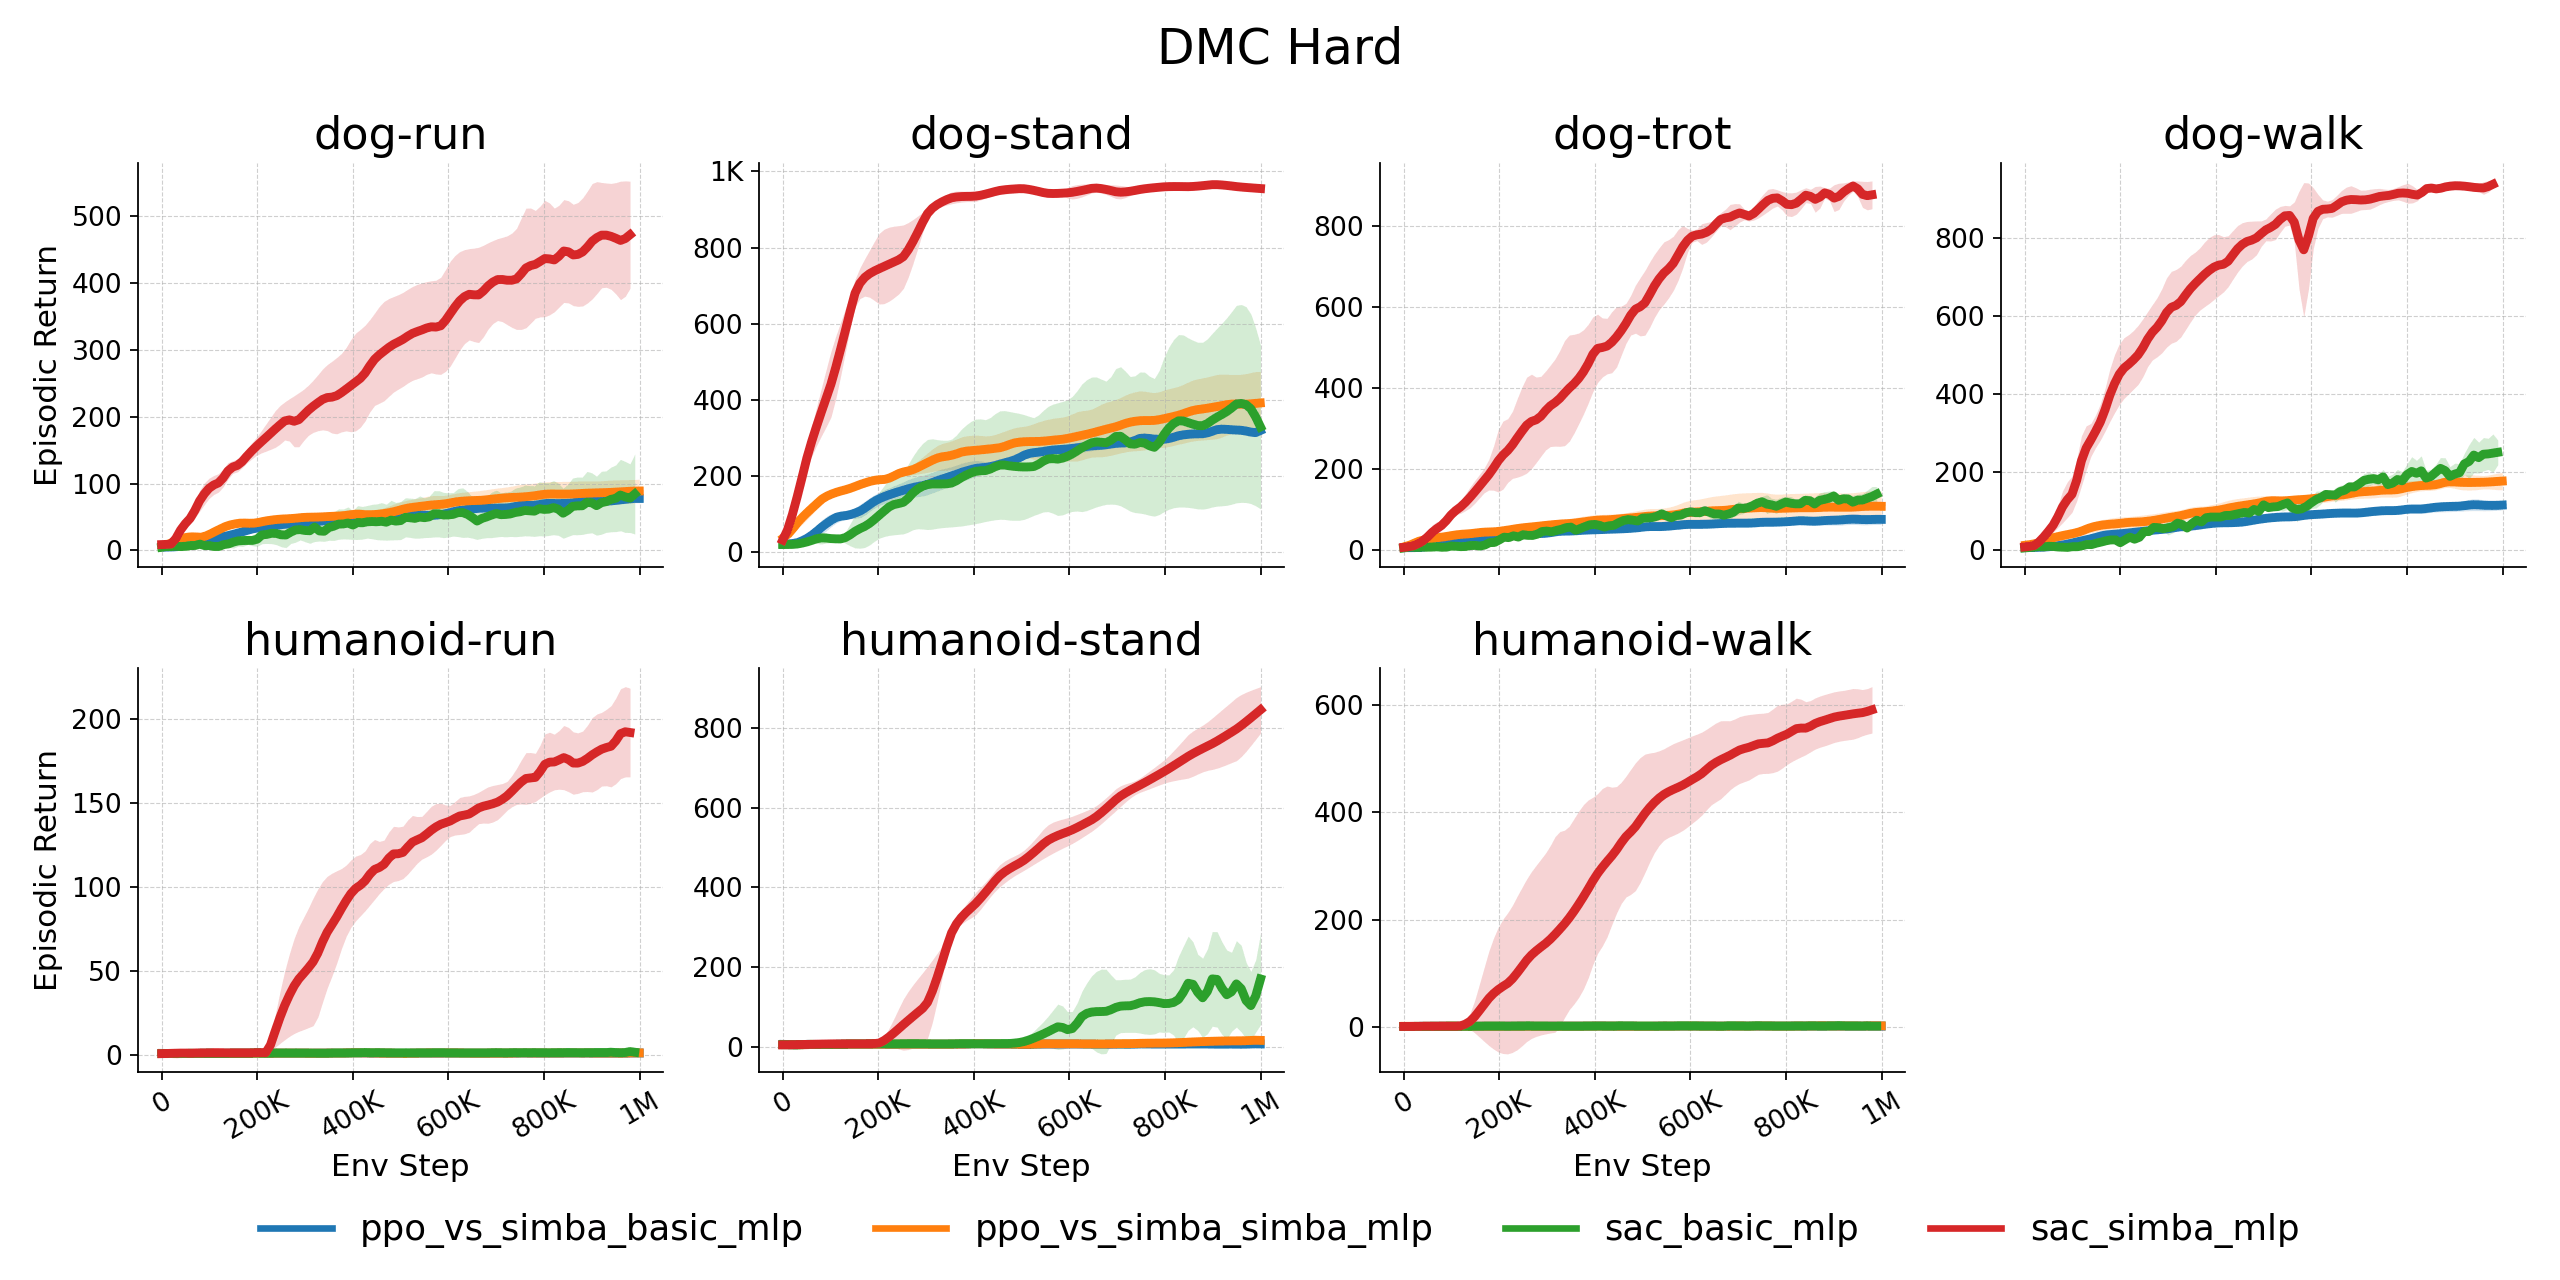 DMC Hard
dog-run
dog-stand
dog-trot
dog-walk
Episodic Return
500
400
300
200
100
0
1K
800
600
400
200
0
800
600
400
200
0
800
600
400
200
0
humanoid-run
humanoid-stand
humanoid-walk
Episodic Return
200
150
100
50
0
800
600
400
200
0
600
400
200
0
0 200K 400K 600K 800K 1M
0 200K 400K 600K 800K 1M
0 200K 400K 600K 800K 1M
Env Step
Env Step
Env Step
ppo_vs_simba_basic_mlp
ppo_vs_simba_simba_mlp
sac_basic_mlp
sac_simba_mlp